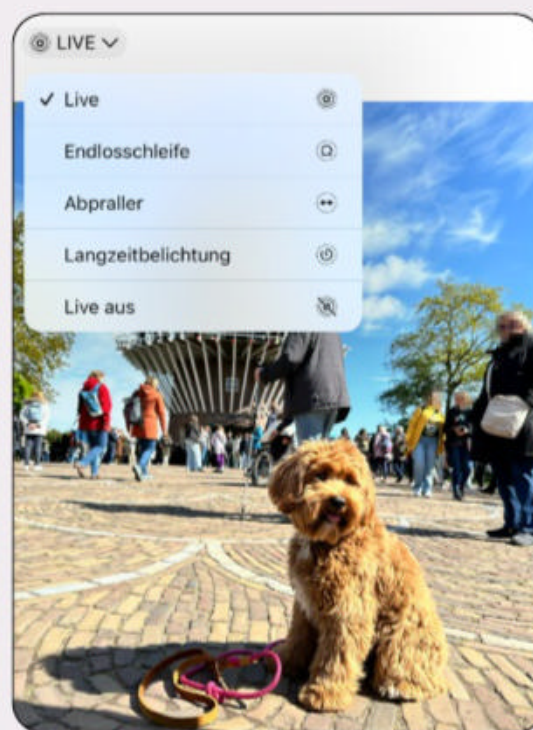 LIVE
Live
Endlosschleife
Abpraller
Langzeitbelichtung
Live aus